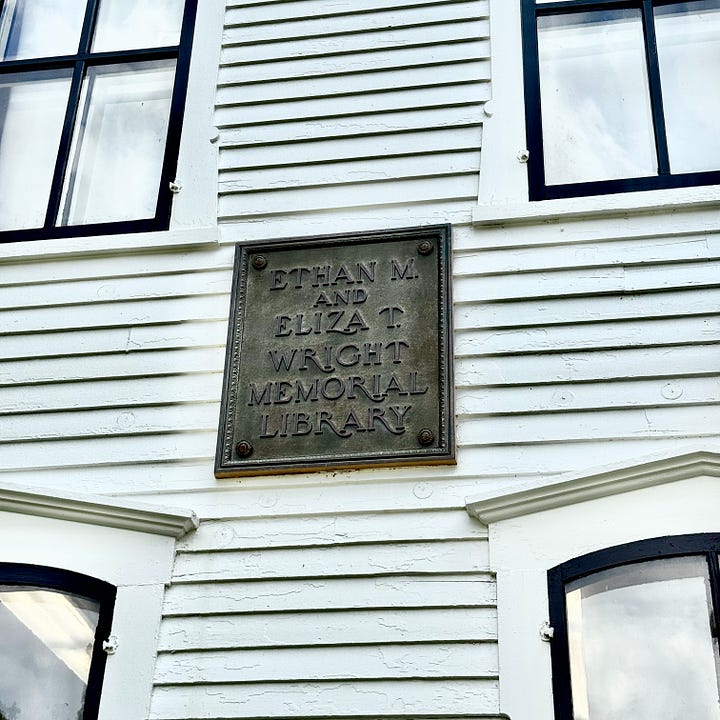 ETHAN M.
AND
ELIZA T.
WRIGHT
MEMORIAL
LIBRARY